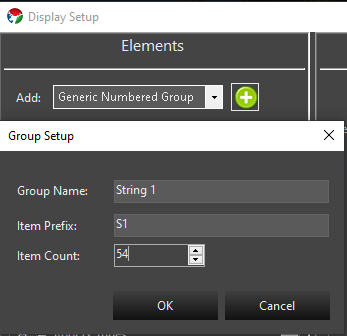 Display Setup
Elements
Add: Generic Numbered Group
Group Setup
Group Name: String 1
Item Prefix: S1
Item Count: 54
OK Cancel